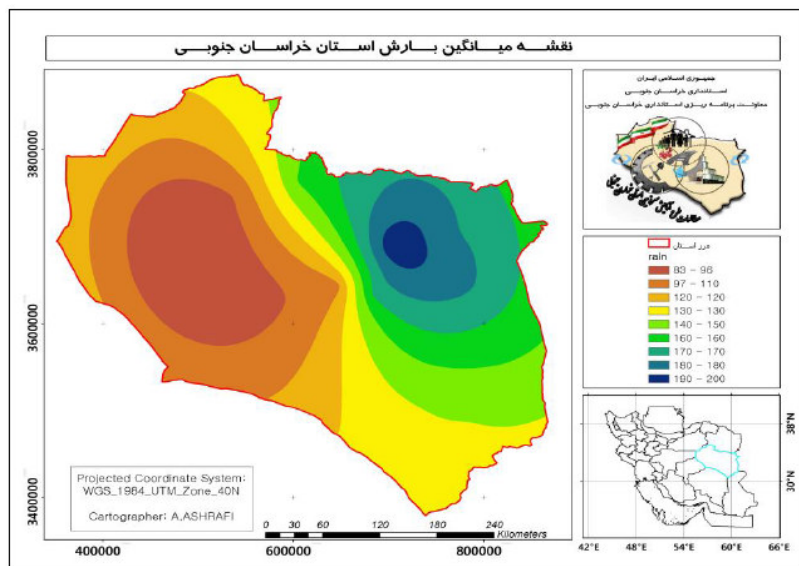 نقشه میانگین بارش استان خراسان جنوبی
جمهوری اسلامی ایران
استانداری خراسان جنوبی
معاونت برنامه ریزی استانداری خراسان جنوبی
مرز استان
rain
83 - 96
97 - 110
120 - 120
130 - 130
140 - 150
160 - 160
170 - 170
180 - 180
190 - 200
3800000
3600000
3400000
400000
600000
800000
Projected Coordinate System:
WGS_1984_UTM_Zone_40N
Cartographer: A.ASHRAFI
0 30 60 120 180 240
Kilometers
38°N
30°N
42°E 48°E 54°E 60°E 66°E